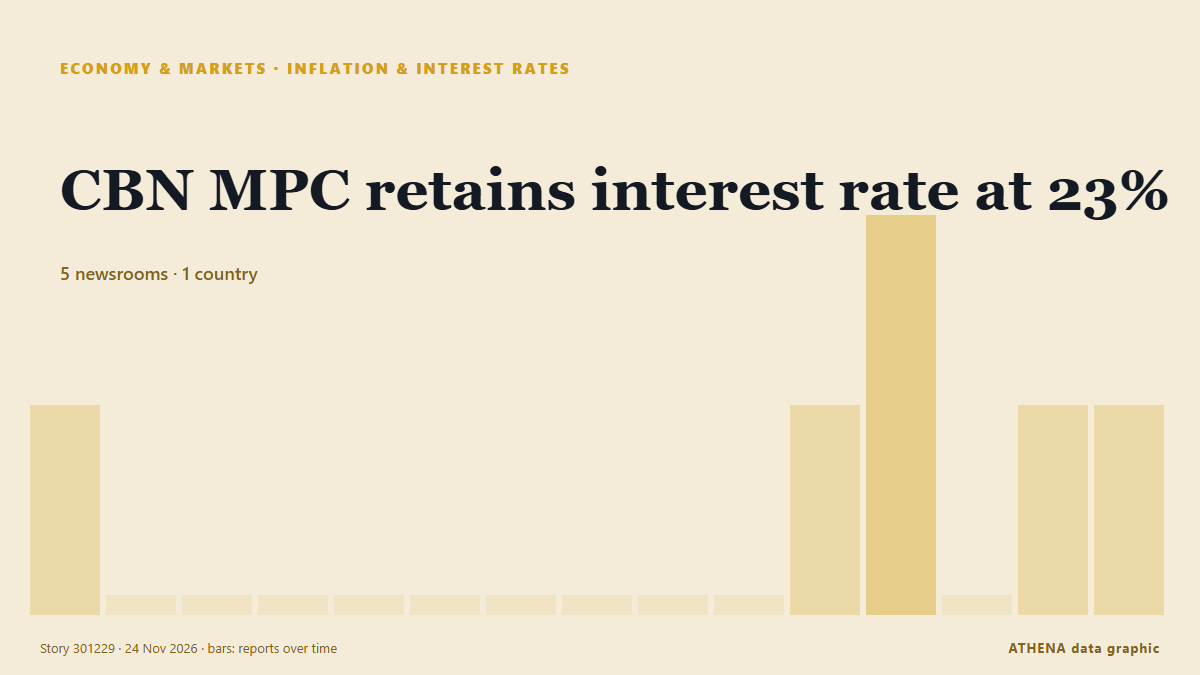 ECONOMY & MARKETS · INFLATION & INTEREST RATES
CBN MPC retains interest rate at 23%
5 newsrooms · 1 country
Story 301229 · 24 Nov 2026 · bars: reports over time
ATHENA data graphic